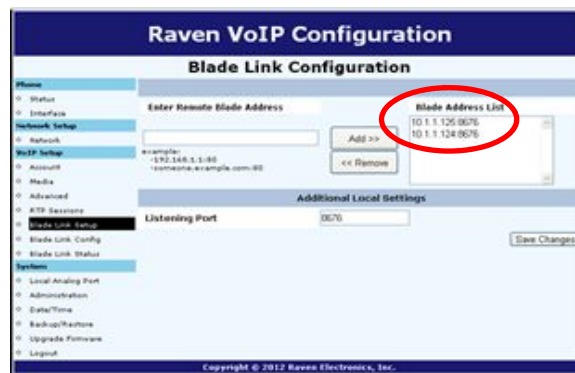 Raven VoIP Configuration
Blade Link Configuration
Phone
Status
Interface
Network Setup
Network
VoIP Setup
Account
Media
Advanced
RTP Sessions
Blade Link Setup
Blade Link Config
Blade Link Status
System
Local Analog Port
Administration
Date/Time
Backup/Restore
Upgrade Firmware
Logout
Enter Remote Blade Address
Blade Address List
Add >>
<< Remove
10.1.1.125:8676
10.1.1.124:8676
example:
-192.168.1.1:80
-someone.example.com:80
Additional Local Settings
Listening Port
8676
Save Changes
Copyright © 2012 Raven Electronics, Inc.